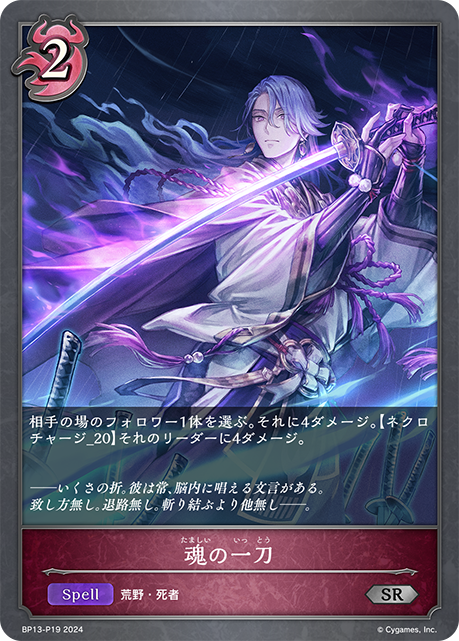 2
相手の場のフォロワー1体を選ぶ。それに4ダメージ。【ネクロ
チャージ_20】それのリーダーに4ダメージ。
――いくさの折。彼は常、脳内に唱える文言がある。
致し方無し。退路無し。斬り結ぶより他無し――。
たましい いっ とう
魂の一刀
Spell 荒野・死者 SR
BP13-P19 2024 © Cygames, Inc.